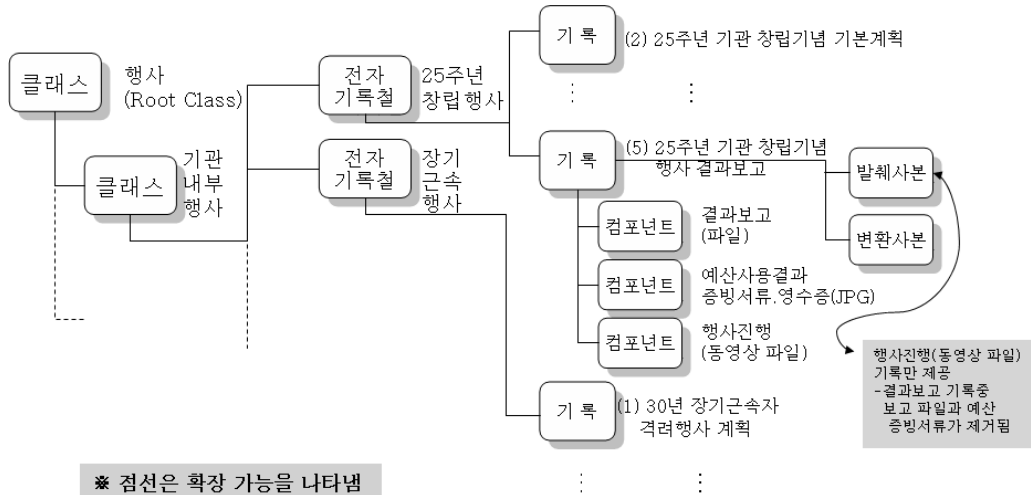 클래스
행사
(Root Class)
클래스
기관
내부
행사
전자
기록철
25주년
창립행사
전자
기록철
장기
근속
행사
기 록
(2) 25주년 기관 창립기념 기본계획
기 록
(5) 25주년 기관 창립기념
행사 결과보고
발췌사본
변환사본
컴포넌트
결과보고
(파일)
컴포넌트
예산사용결과
증빙서류.영수증(JPG)
컴포넌트
행사진행
(동영상 파일)
행사진행(동영상 파일)
기록만 제공
-결과보고 기록중
보고 파일과 예산
증빙서류가 제거됨
기 록
(1) 30년 장기근속자
격려행사 계획
※ 점선은 확장 가능을 나타냄